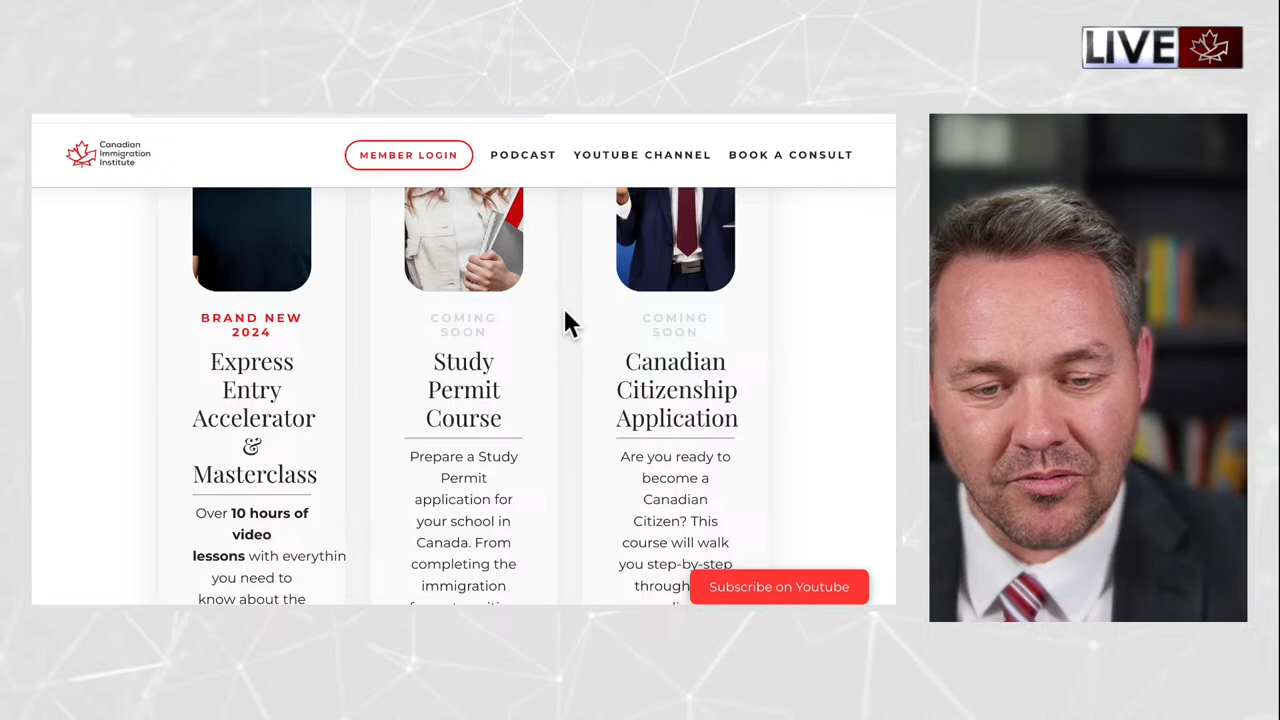 LIVE
Canadian
Immigration
Institute
MEMBER LOGIN
PODCAST
YOUTUBE CHANNEL
BOOK A CONSULT
BRAND NEW
2024
Express
Entry
Accelerator
&
Masterclass
Over 10 hours of
video
lessons with everythin
you need to
know about the
COMING
SOON
Study
Permit
Course
Prepare a Study
Permit
application for
your school in
Canada. From
completing the
immigration
COMING
SOON
Canadian
Citizenship
Application
Are you ready to
become a
Canadian
Citizen? This
course will walk
you step-by-step
through
Subscribe on Youtube